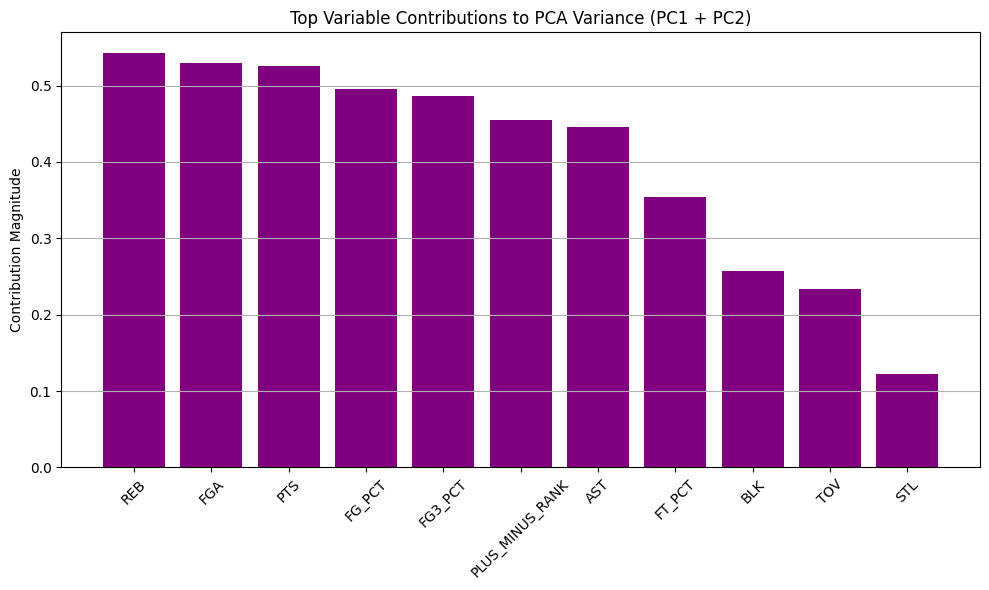 Top Variable Contributions to PCA Variance (PC1 + PC2)
Contribution Magnitude
0.5
0.4
0.3
0.2
0.1
0.0
REB
FGA
PTS
FG_PCT
FG3_PCT
PLUS_MINUS_RANK
AST
FT_PCT
BLK
TOV
STL